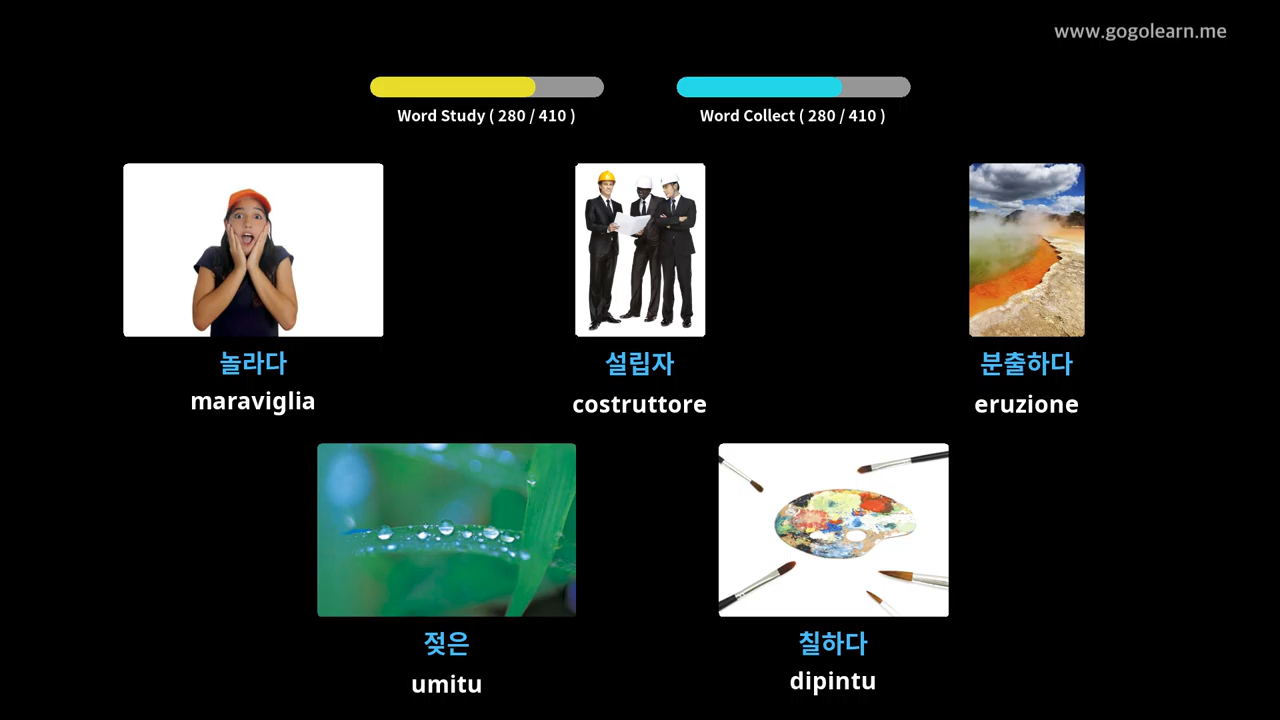 www.gogolearn.me
Word Study ( 280 / 410 )
Word Collect ( 280 / 410 )
놀라다
maraviglia
설립자
costruttore
분출하다
eruzione
젖은
umitu
칠하다
dipintu